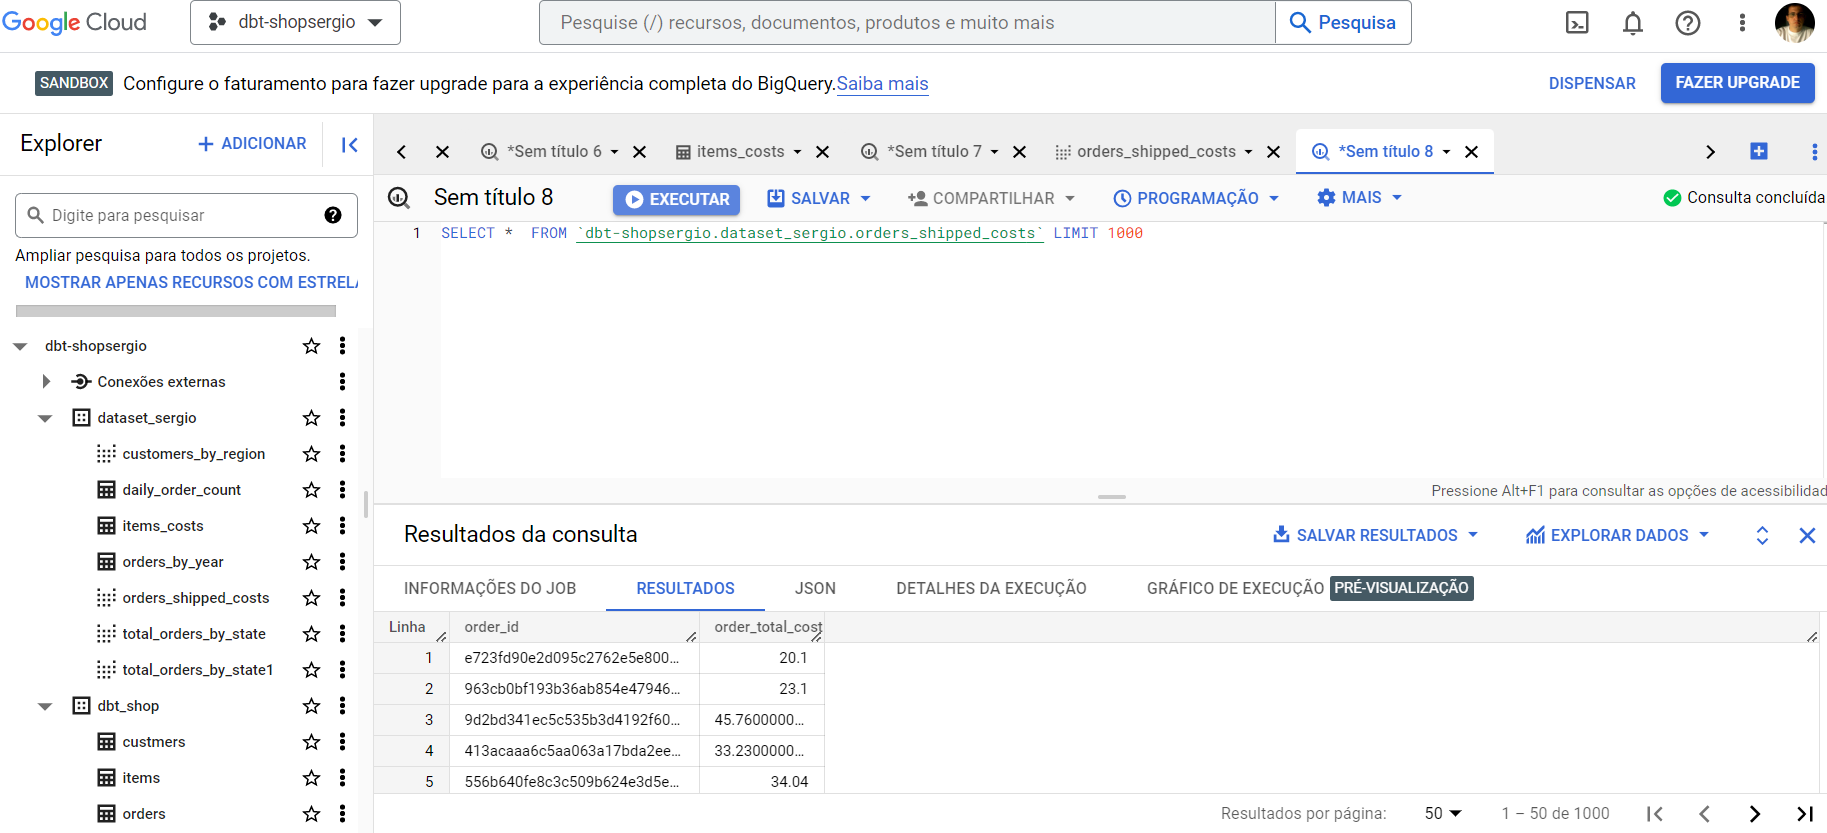 Google Cloud
dbt-shopsergio
Pesquise (/) recursos, documentos, produtos e muito mais
Pesquisa
SANDBOX Configure o faturamento para fazer upgrade para a experiência completa do BigQuery.Saiba mais
DISPENSAR
FAZER UPGRADE
Explorer
ADICIONAR
Digite para pesquisar
Ampliar pesquisa para todos os projetos.
MOSTRAR APENAS RECURSOS COM ESTRELA
dbt-shopsergio
Conexões externas
dataset_sergio
customers_by_region
daily_order_count
items_costs
orders_by_year
orders_shipped_costs
total_orders_by_state
total_orders_by_state1
dbt_shop
custmers
items
orders
*Sem título 6
items_costs
*Sem título 7
orders_shipped_costs
*Sem título 8
Sem título 8
EXECUTAR
SALVAR
COMPARTILHAR
PROGRAMAÇÃO
MAIS
Consulta concluída
1 SELECT *  FROM `dbt-shopsergio.dataset_sergio.orders_shipped_costs` LIMIT 1000
Pressione Alt+F1 para consultar as opções de acessibilidad
Resultados da consulta
SALVAR RESULTADOS
EXPLORAR DADOS
INFORMAÇÕES DO JOB
RESULTADOS
JSON
DETALHES DA EXECUÇÃO
GRÁFICO DE EXECUÇÃO PRÉ-VISUALIZAÇÃO
Linha order_id order_total_cost
1 e723fd90e2d095c2762e5e800... 20.1
2 963cb0bf193b36ab854e47946... 23.1
3 9d2bd341ec5c535b3d4192f60... 45.7600000...
4 413acaaa6c5aa063a17bda2ee... 33.2300000...
5 556b640fe8c3c509b624e3d5e... 34.04
Resultados por página: 50 1 – 50 de 1000